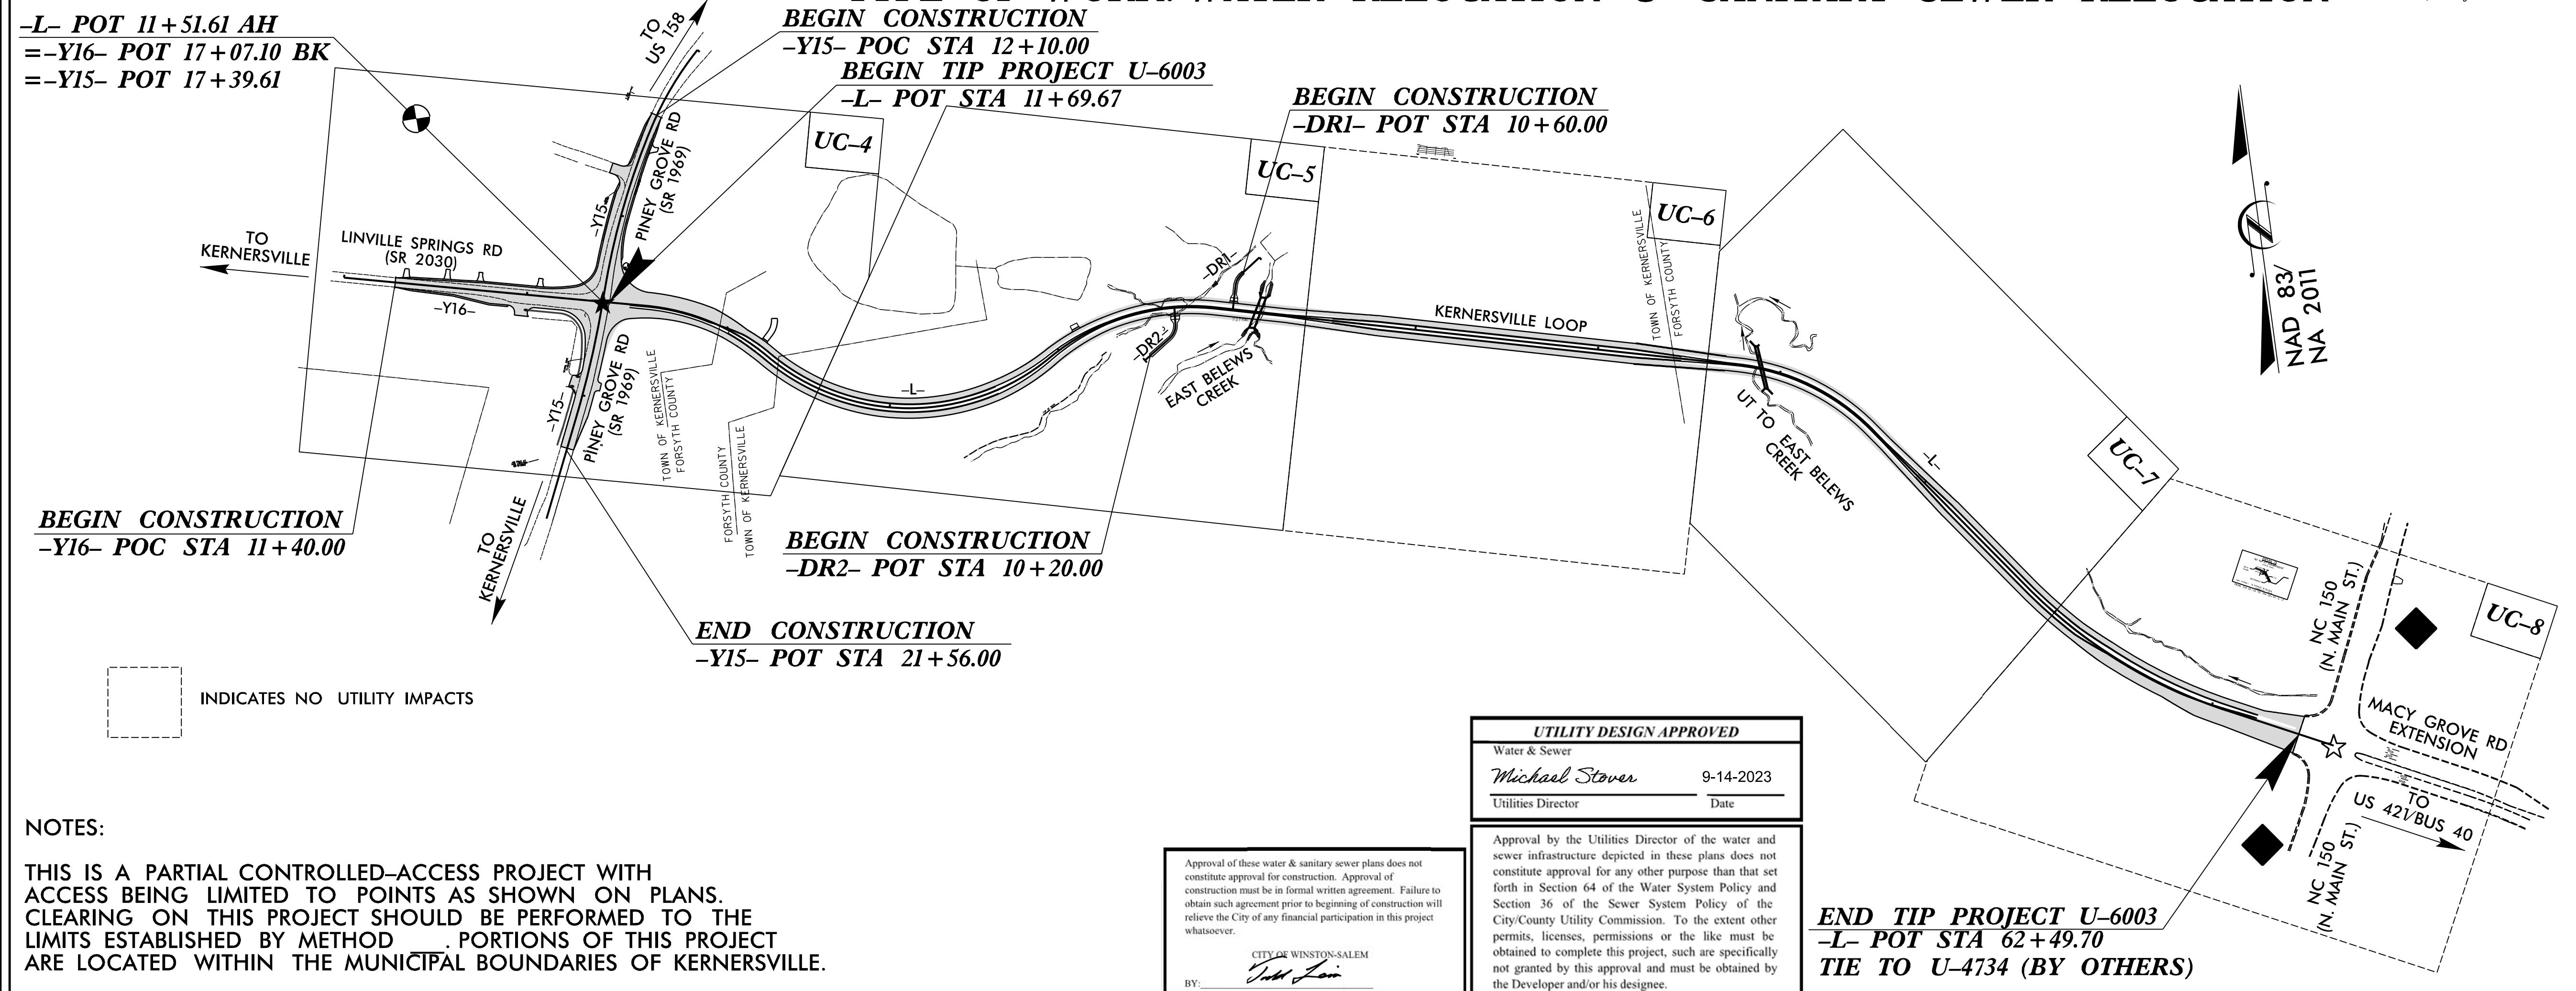 –L– POT 11+51.61 AH
=–Y16– POT 17+07.10 BK
=–Y15– POT 17+39.61
TO
US 158
BEGIN CONSTRUCTION
–Y15– POC STA 12+10.00
BEGIN TIP PROJECT U–6003
–L– POT STA 11+69.67
BEGIN CONSTRUCTION
–DR1– POT STA 10+60.00
UC–4
UC–5
UC–6
UC–7
UC–8
PINEY GROVE RD
(SR 1969)
–Y15–
TO
KERNERSVILLE
LINVILLE SPRINGS RD
(SR 2030)
–Y16–
–Y15–
PINEY GROVE RD
(SR 1969)
TOWN OF KERNERSVILLE
FORSYTH COUNTY
FORSYTH COUNTY
TOWN OF KERNERSVILLE
–L–
–DR1–
–DR2–
EAST BELEWS
CREEK
KERNERSVILLE LOOP
TOWN OF KERNERSVILLE
FORSYTH COUNTY
UT TO EAST BELEWS
CREEK
–L–
NAD 83/
NA 2011
BEGIN CONSTRUCTION
–Y16– POC STA 11+40.00
TO
KERNERSVILLE
BEGIN CONSTRUCTION
–DR2– POT STA 10+20.00
END CONSTRUCTION
–Y15– POT STA 21+56.00
INDICATES NO UTILITY IMPACTS
NC 150
(N. MAIN ST.)
MACY GROVE RD
EXTENSION
TO
US 421/BUS 40
NC 150
(N. MAIN ST.)
END TIP PROJECT U–6003
–L– POT STA 62+49.70
TIE TO U–4734 (BY OTHERS)
NOTES:
THIS IS A PARTIAL CONTROLLED–ACCESS PROJECT WITH
ACCESS BEING LIMITED TO POINTS AS SHOWN ON PLANS.
CLEARING ON THIS PROJECT SHOULD BE PERFORMED TO THE
LIMITS ESTABLISHED BY METHOD ___. PORTIONS OF THIS PROJECT
ARE LOCATED WITHIN THE MUNICIPAL BOUNDARIES OF KERNERSVILLE.
Approval of these water & sanitary sewer plans does not
constitute approval for construction. Approval of
construction must be in formal written agreement. Failure to
obtain such agreement prior to beginning of construction will
relieve the City of any financial participation in this project
whatsoever.
CITY OF WINSTON-SALEM
BY:
UTILITY DESIGN APPROVED
Water & Sewer
Michael Stover 9-14-2023
Utilities Director Date
Approval by the Utilities Director of the water and
sewer infrastructure depicted in these plans does not
constitute approval for any other purpose than that set
forth in Section 64 of the Water System Policy and
Section 36 of the Sewer System Policy of the
City/County Utility Commission. To the extent other
permits, licenses, permissions or the like must be
obtained to complete this project, such are specifically
not granted by this approval and must be obtained by
the Developer and/or his designee.